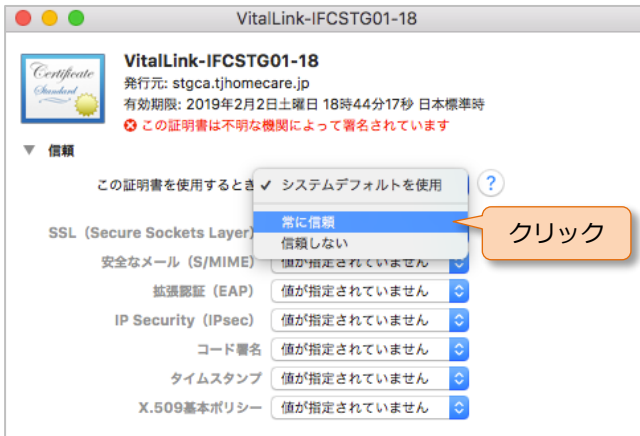 VitalLink-IFCSTG01-18
Certificate
Standard
VitalLink-IFCSTG01-18
発行元: stgca.tjhomecare.jp
有効期限: 2019年2月2日土曜日 18時44分17秒 日本標準時
この証明書は不明な機関によって署名されています
信頼
この証明書を使用するとき ✓ システムデフォルトを使用 ?
常に信頼
クリック
SSL（Secure Sockets Layer）
信頼しない
安全なメール（S/MIME） 値が指定されていません
拡張認証（EAP） 値が指定されていません
IP Security（IPsec） 値が指定されていません
コード署名 値が指定されていません
タイムスタンプ 値が指定されていません
X.509基本ポリシー 値が指定されていません